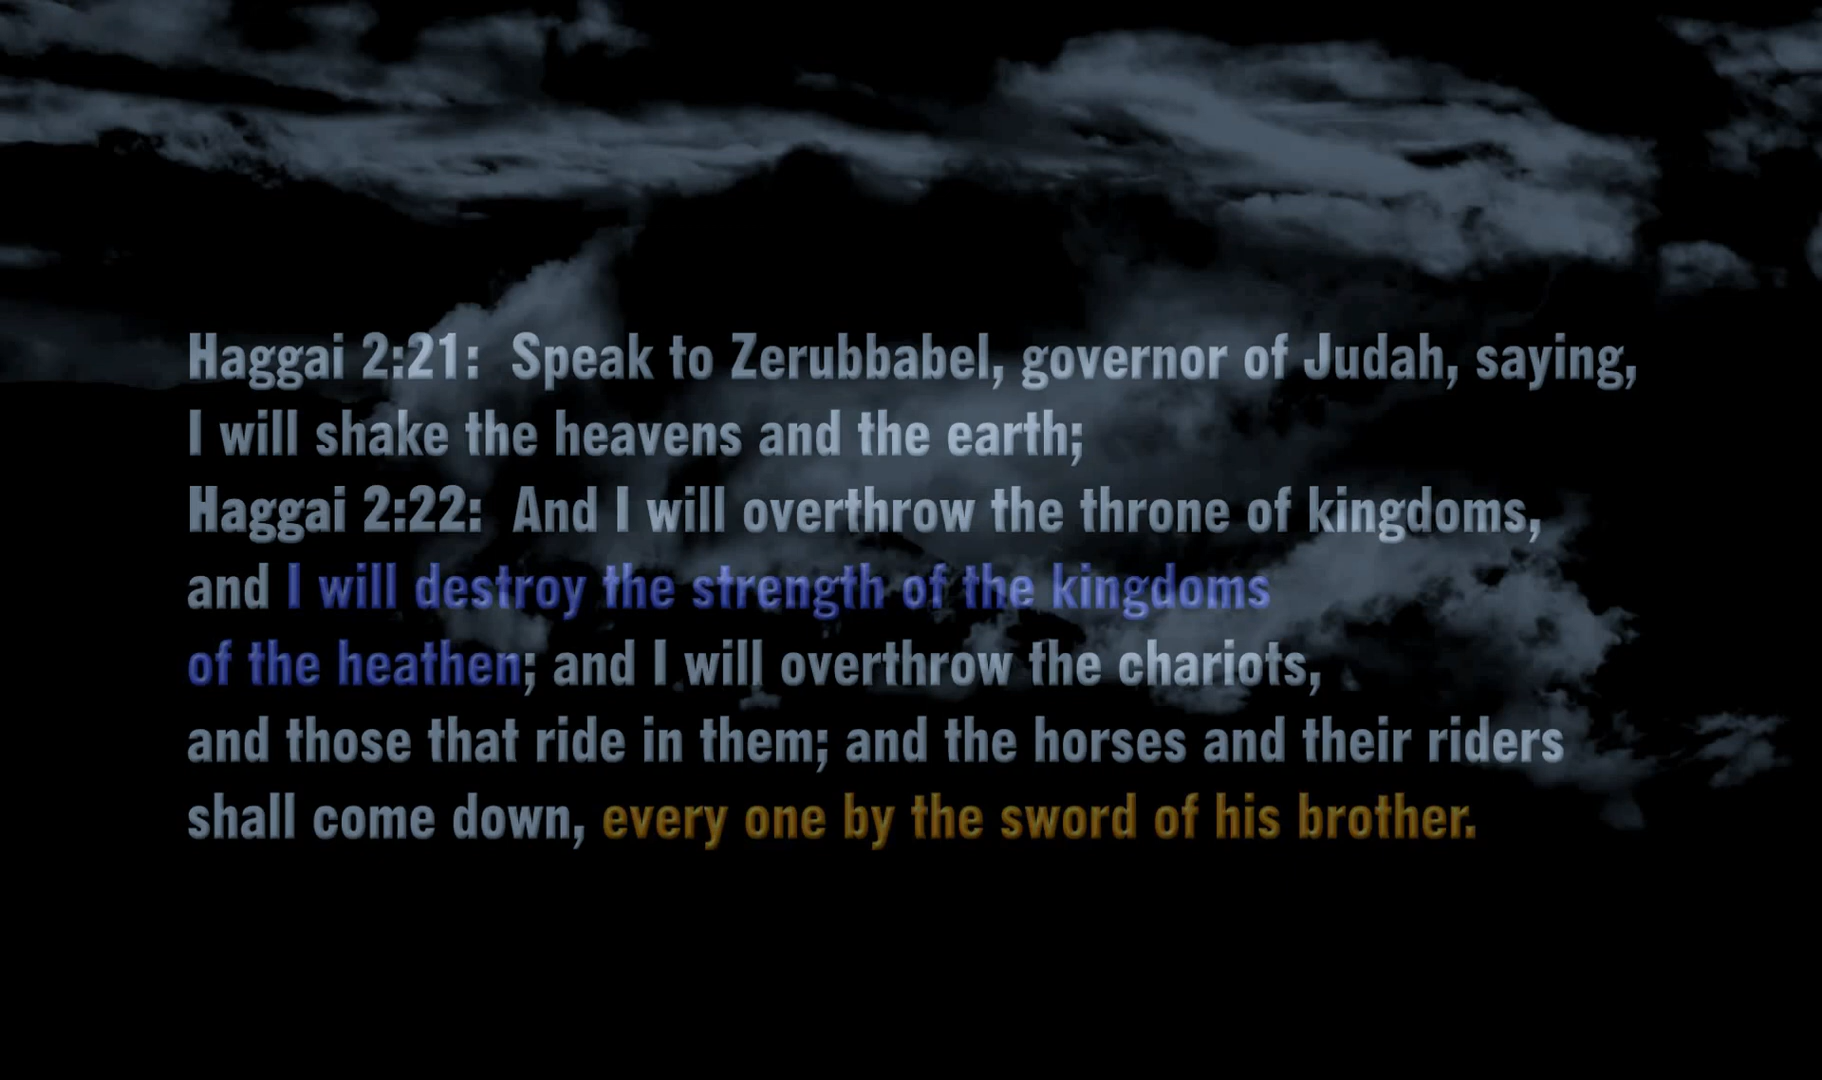 Haggai 2:21:  Speak to Zerubbabel, governor of Judah, saying,
I will shake the heavens and the earth;
Haggai 2:22:  And I will overthrow the throne of kingdoms,
and I will destroy the strength of the kingdoms
of the heathen; and I will overthrow the chariots,
and those that ride in them; and the horses and their riders
shall come down, every one by the sword of his brother.